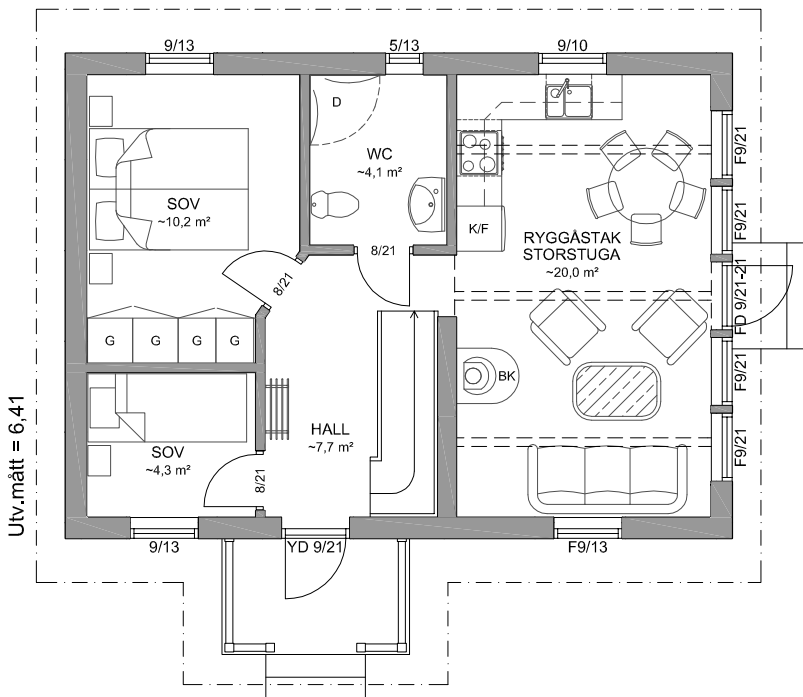 9/13
5/13
9/10
D
WC
~4,1 m²
SOV
~10,2 m²
K/F
RYGGÅSTAK
STORSTUGA
~20,0 m²
F9/21
F9/21
FD 9/21-21
F9/21
F9/21
8/21
8/21
G
G
G
G
BK
SOV
~4,3 m²
HALL
~7,7 m²
8/21
Utv.mått = 6,41
9/13
YD 9/21
F9/13